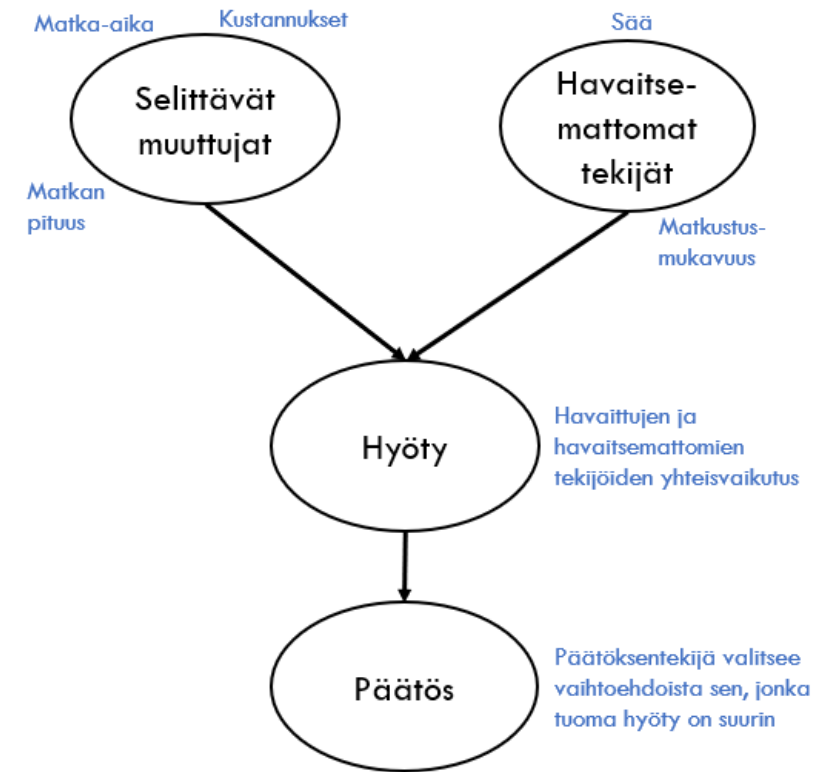 Matka-aika
Kustannukset
Selittävät
muuttujat
Matkan
pituus
Sää
Havaitse-
mattomat
tekijät
Matkustus-
mukavuus
Hyöty
Havaittujen ja
havaitsemattomien
tekijöiden yhteisvaikutus
Päätös
Päätöksentekijä valitsee
vaihtoehdoista sen, jonka
tuoma hyöty on suurin